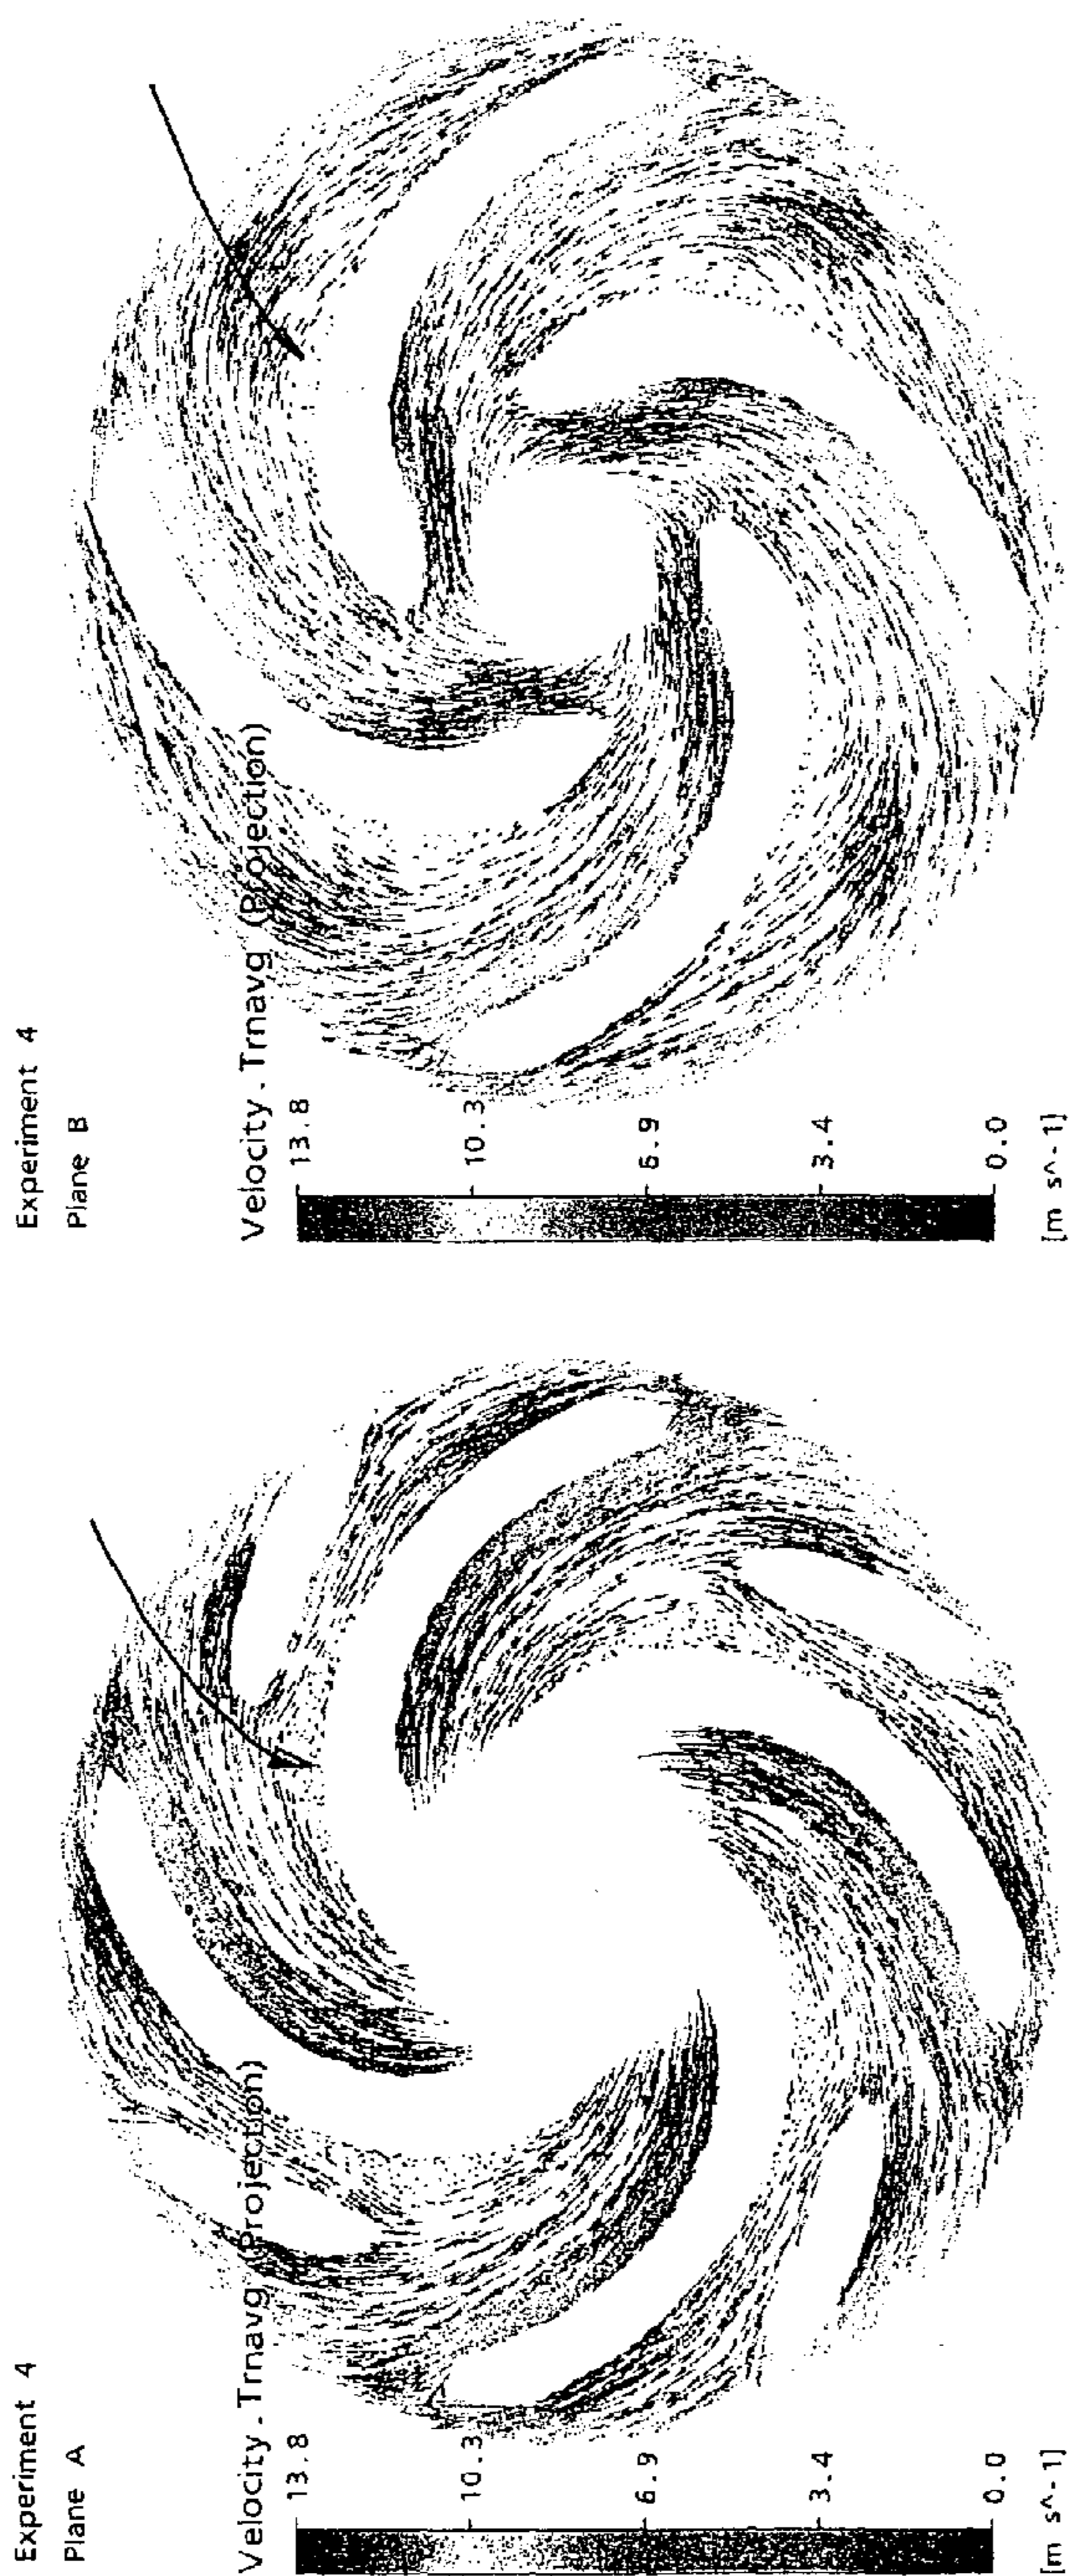 Experiment 4
Plane A
Velocity.Trnavg (Projection)
13.8
10.3
6.9
3.4
0.0
[m s^-1]
Experiment 4
Plane B
Velocity.Trnavg (Projection)
13.8
10.3
6.9
3.4
0.0
[m s^-1]